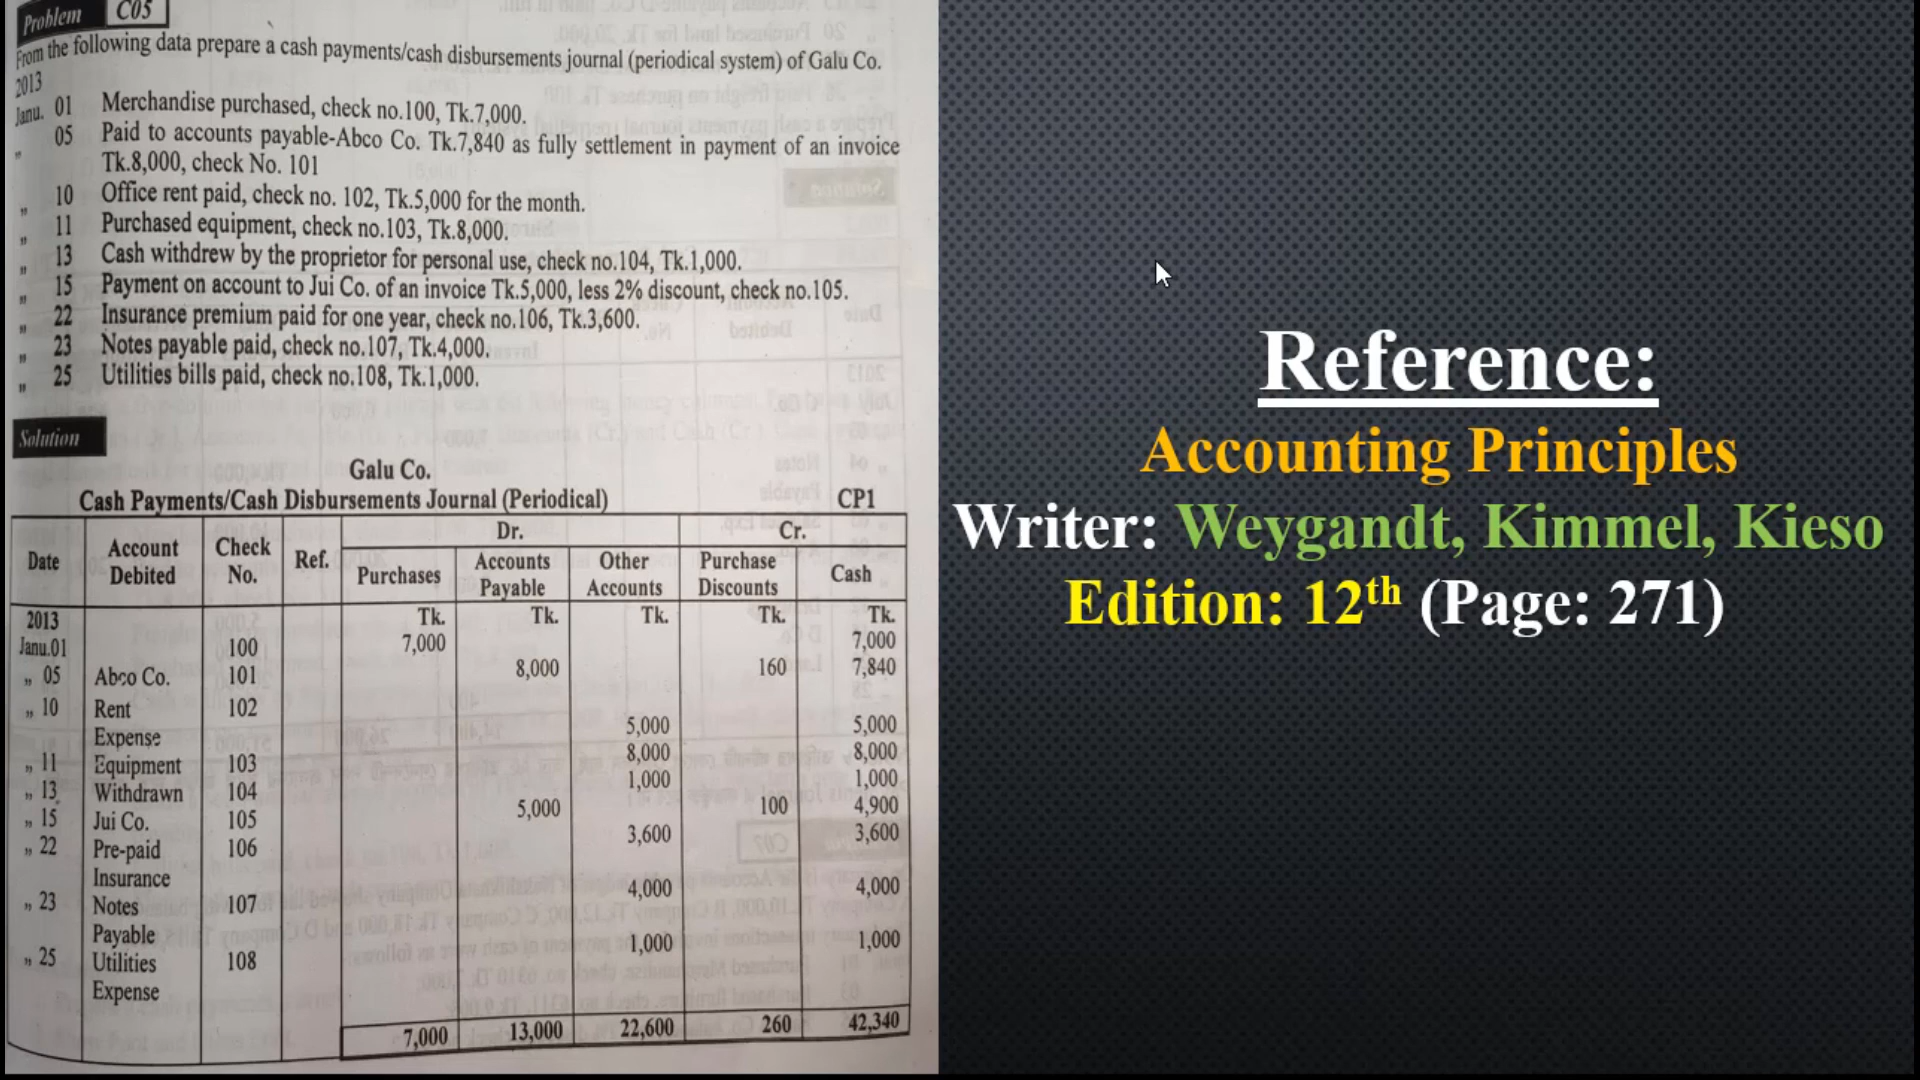 Problem C05
From the following data prepare a cash payments/cash disbursements journal (periodical system) of Galu Co.
2013
Janu. 01 Merchandise purchased, check no.100, Tk.7,000.
„ 05 Paid to accounts payable-Abco Co. Tk.7,840 as fully settlement in payment of an invoice
Tk.8,000, check No. 101
„ 10 Office rent paid, check no. 102, Tk.5,000 for the month.
„ 11 Purchased equipment, check no.103, Tk.8,000.
„ 13 Cash withdrew by the proprietor for personal use, check no.104, Tk.1,000.
„ 15 Payment on account to Jui Co. of an invoice Tk.5,000, less 2% discount, check no.105.
„ 22 Insurance premium paid for one year, check no.106, Tk.3,600.
„ 23 Notes payable paid, check no.107, Tk.4,000.
„ 25 Utilities bills paid, check no.108, Tk.1,000.
Solution
Galu Co.
Cash Payments/Cash Disbursements Journal (Periodical) CP1
Dr. Cr.
Date Account Debited Check No. Ref. Purchases Accounts Payable Other Accounts Purchase Discounts Cash
2013 Tk. Tk. Tk. Tk. Tk.
Janu.01 100 7,000 7,000
„ 05 Abco Co. 101 8,000 160 7,840
„ 10 Rent 102
Expense 5,000 5,000
„ 11 Equipment 103 8,000 8,000
„ 13 Withdrawn 104 1,000 1,000
„ 15 Jui Co. 105 5,000 100 4,900
„ 22 Pre-paid 106 3,600 3,600
Insurance
„ 23 Notes 107 4,000 4,000
Payable
„ 25 Utilities 108 1,000 1,000
Expense
7,000 13,000 22,600 260 42,340
Reference:
Accounting Principles
Writer: Weygandt, Kimmel, Kieso
Edition: 12th (Page: 271)